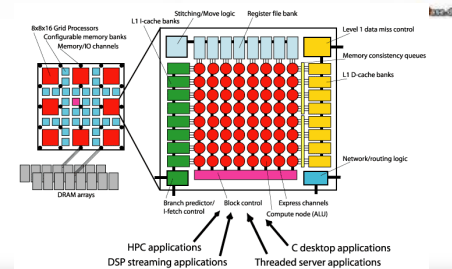 Stitching/Move logic
Register file bank
L1 I-cache banks
Level 1 data miss control
8x8x16 Grid Processors
Configurable memory banks
Memory/IO channels
Memory consistency queues
L1 D-cache banks
Network/routing logic
DRAM arrays
Branch predictor/
I-fetch control
Block control
Express channels
Compute node (ALU)
HPC applications
C desktop applications
DSP streaming applications
Threaded server applications